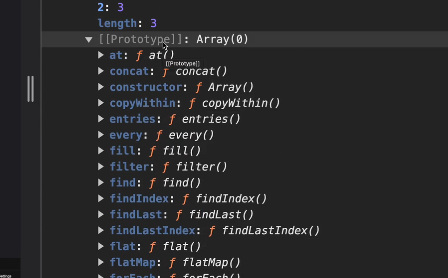 2: 3
length: 3
▼ [[Prototype]]: Array(0)
▶ at: ƒ at()
[[Prototype]]
▶ concat: ƒ concat()
▶ constructor: ƒ Array()
▶ copyWithin: ƒ copyWithin()
▶ entries: ƒ entries()
▶ every: ƒ every()
▶ fill: ƒ fill()
▶ filter: ƒ filter()
▶ find: ƒ find()
▶ findIndex: ƒ findIndex()
▶ findLast: ƒ findLast()
▶ findLastIndex: ƒ findLastIndex()
▶ flat: ƒ flat()
▶ flatMap: ƒ flatMap()
▶ forEach: ƒ forEach()